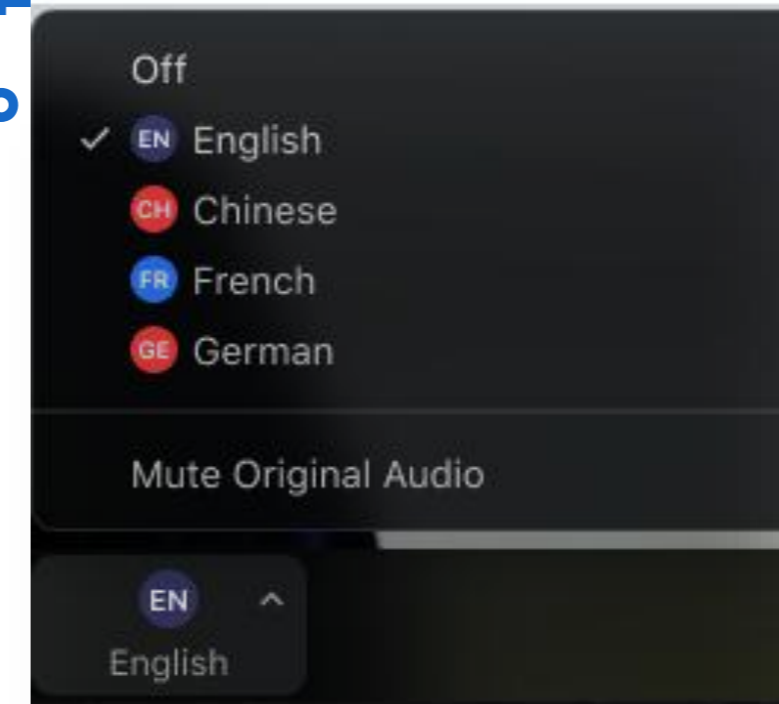 Off
EN English
CH Chinese
FR French
GE German
Mute Original Audio
EN
English